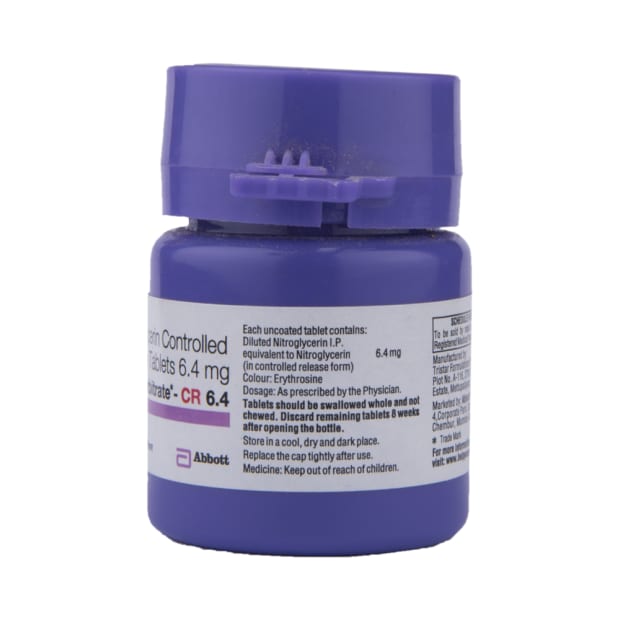 Controlled
Tablets 6.4 mg
- CR 6.4
Abbott
Each uncoated tablet contains:
Diluted Nitroglycerin I.P.
equivalent to Nitroglycerin 6.4 mg
(in controlled release form)
Colour: Erythrosine
Dosage: As prescribed by the Physician.
Tablets should be swallowed whole and not
chewed. Discard remaining tablets 8 weeks
after opening the bottle.
Store in a cool, dry and dark place.
Replace the cap tightly after use.
Medicine: Keep out of reach of children.
To be sold by
Registered
Manufactured by
Tristar
Plot No. A-
Estate,
Marketed by:
4, Corporate
Chembur,
* Trade Mark
For more
visit: